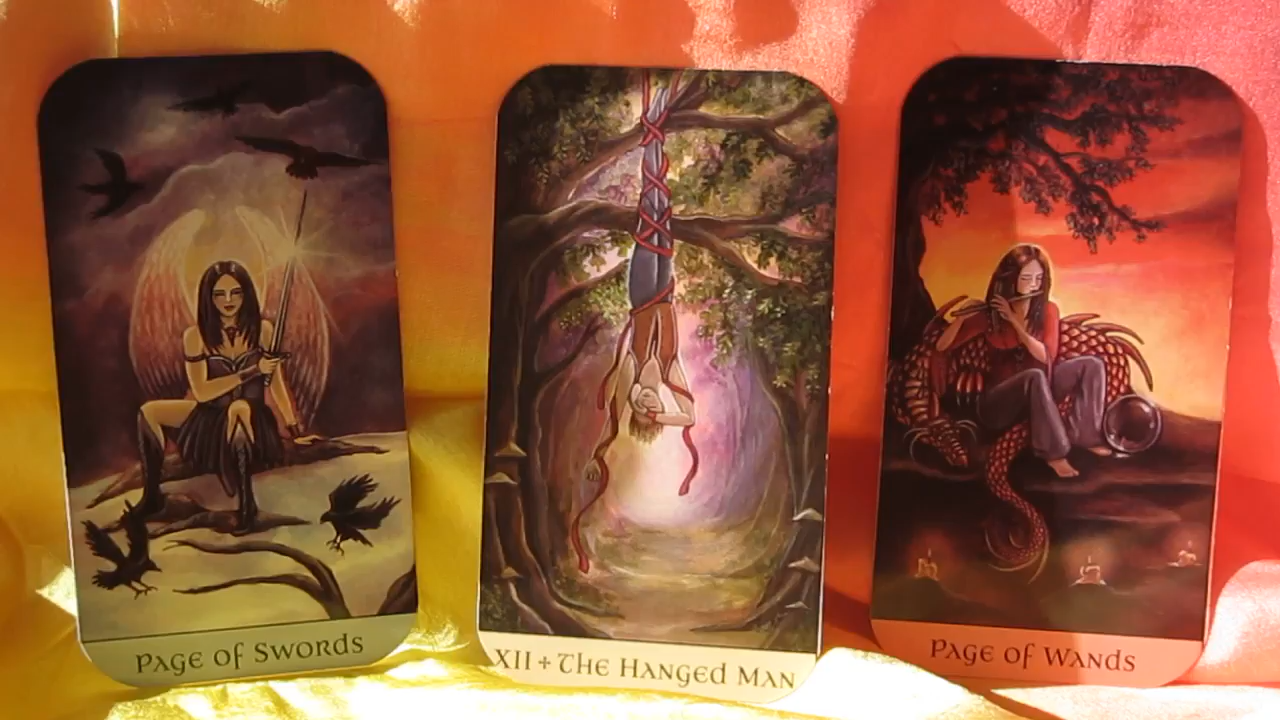 Page of Swords
XII + The Hanged Man
Page of Wands